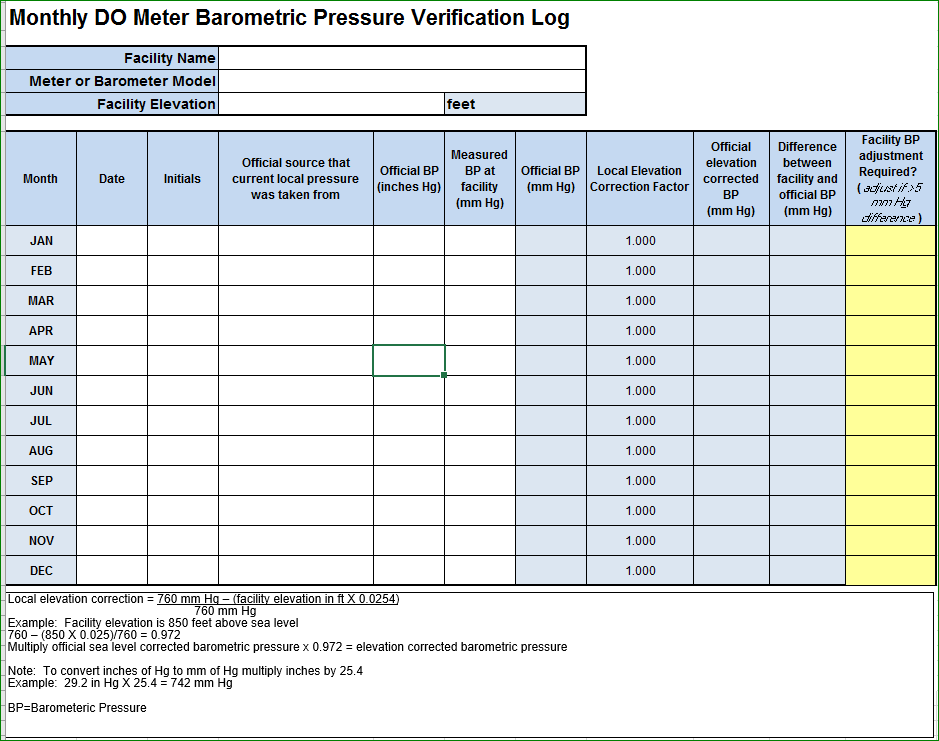 Monthly DO Meter Barometric Pressure Verification Log
Facility Name
Meter or Barometer Model
Facility Elevation feet
Month
Date
Initials
Official source that
current local pressure
was taken from
Official BP
(inches Hg)
Measured
BP at
facility
(mm Hg)
Official BP
(mm Hg)
Local Elevation
Correction Factor
Official
elevation
corrected
BP
(mm Hg)
Difference
between
facility and
official BP
(mm Hg)
Facility BP
adjustment
Required?
( adjust if >5
mm Hg
difference )
JAN 1.000
FEB 1.000
MAR 1.000
APR 1.000
MAY 1.000
JUN 1.000
JUL 1.000
AUG 1.000
SEP 1.000
OCT 1.000
NOV 1.000
DEC 1.000
Local elevation correction = 760 mm Hg – (facility elevation in ft X 0.0254)
760 mm Hg
Example: Facility elevation is 850 feet above sea level
760 – (850 X 0.025)/760 = 0.972
Multiply official sea level corrected barometric pressure x 0.972 = elevation corrected barometric pressure
Note: To convert inches of Hg to mm of Hg multiply inches by 25.4
Example: 29.2 in Hg X 25.4 = 742 mm Hg
BP=Barometeric Pressure